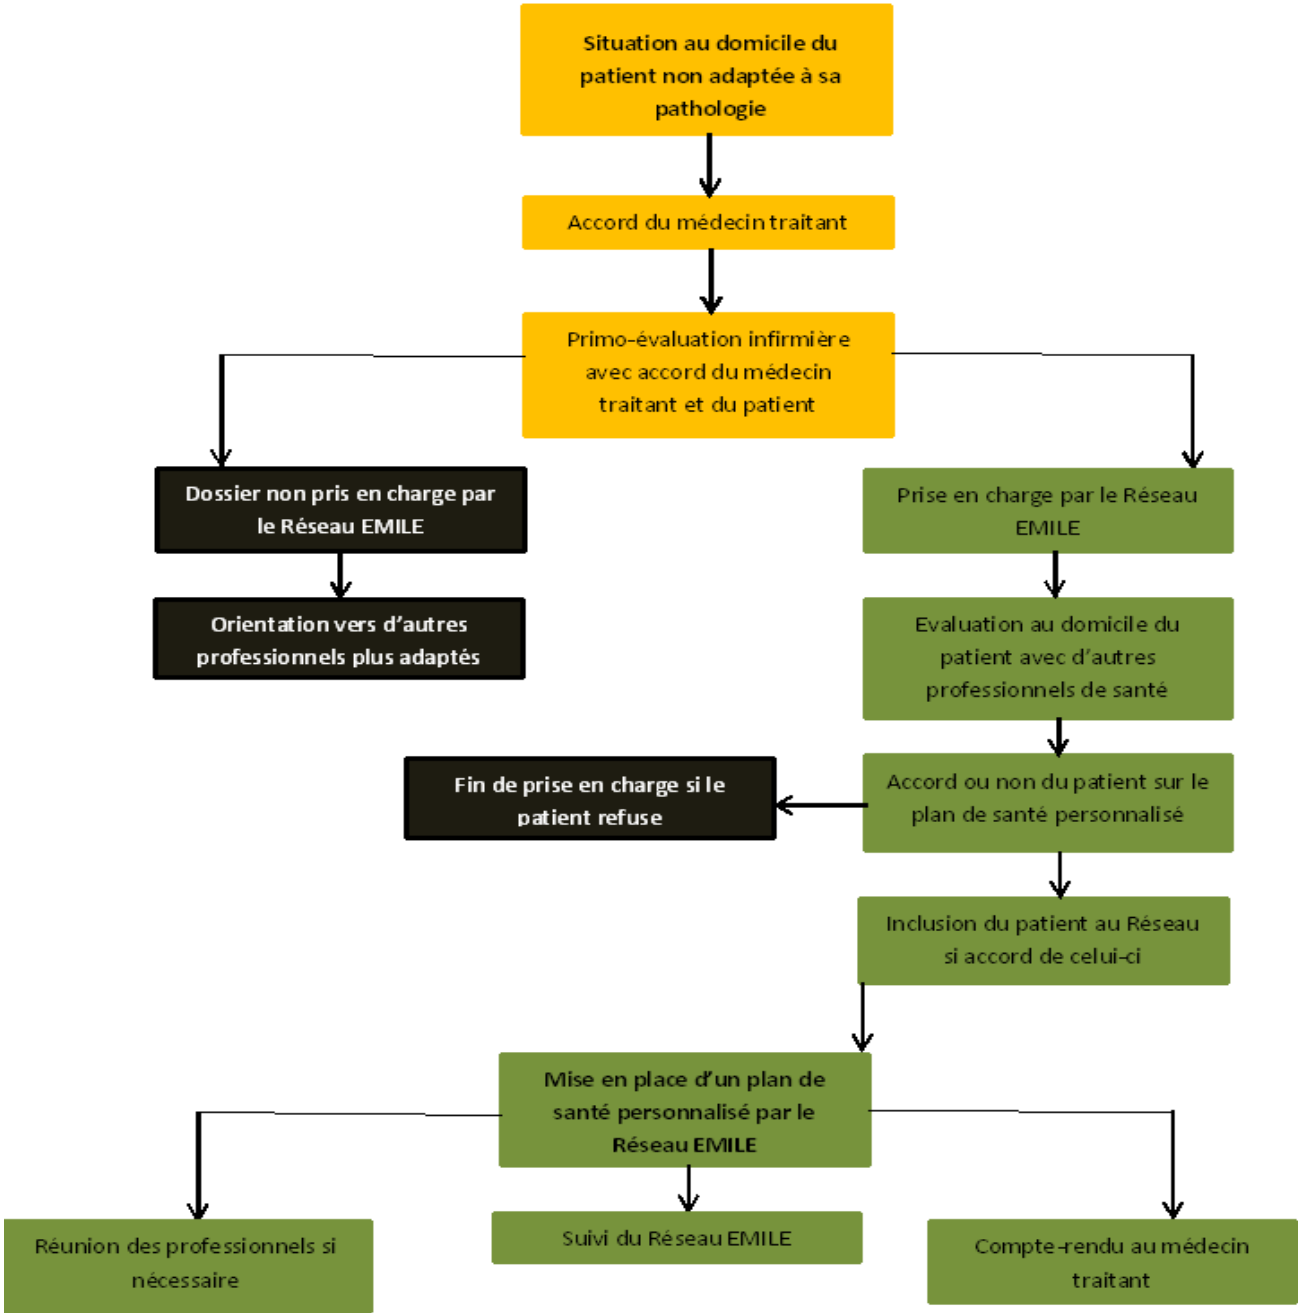 Situation au domicile du
patient non adaptée à sa
pathologie
Accord du médecin traitant
Primo-évaluation infirmière
avec accord du médecin
traitant et du patient
Dossier non pris en charge par
le Réseau EMILE
Orientation vers d'autres
professionnels plus adaptés
Prise en charge par le Réseau
EMILE
Evaluation au domicile du
patient avec d'autres
professionnels de santé
Fin de prise en charge si le
patient refuse
Accord ou non du patient sur le
plan de santé personnalisé
Inclusion du patient au Réseau
si accord de celui-ci
Mise en place d'un plan de
santé personnalisé par le
Réseau EMILE
Réunion des professionnels si
nécessaire
Suivi du Réseau EMILE
Compte-rendu au médecin
traitant